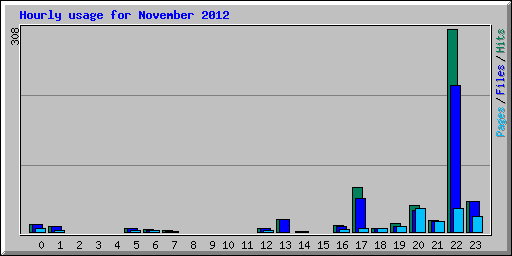 Hourly usage for November 2012
308
Pages/Files/Hits
0 1 2 3 4 5 6 7 8 9 10 11 12 13 14 15 16 17 18 19 20 21 22 23